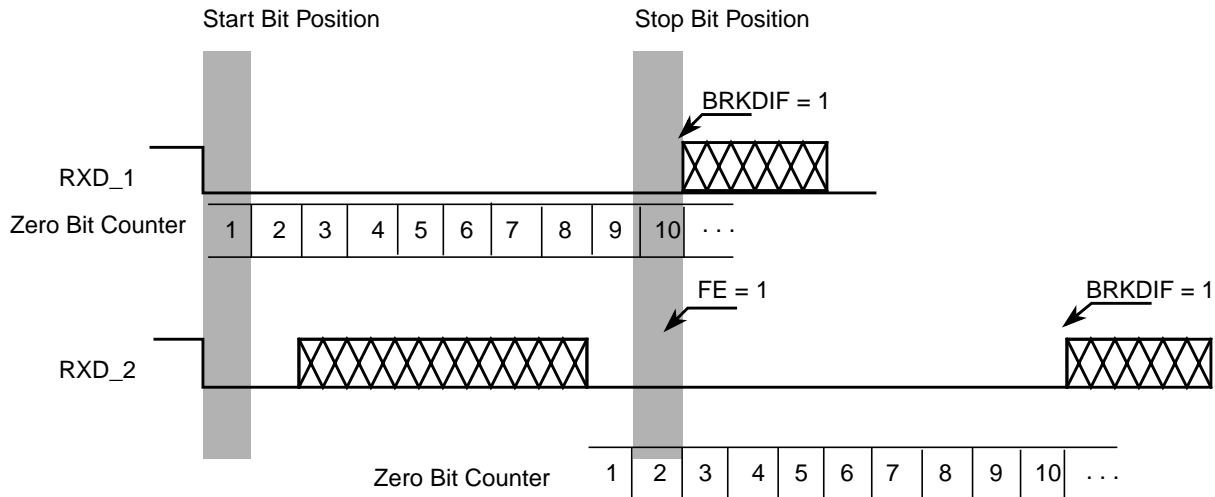 Start Bit Position Stop Bit Position
BRKDIF = 1
RXD_1
Zero Bit Counter 1 2 3 4 5 6 7 8 9 10 . . .
FE = 1 BRKDIF = 1
RXD_2
Zero Bit Counter 1 2 3 4 5 6 7 8 9 10 . . .